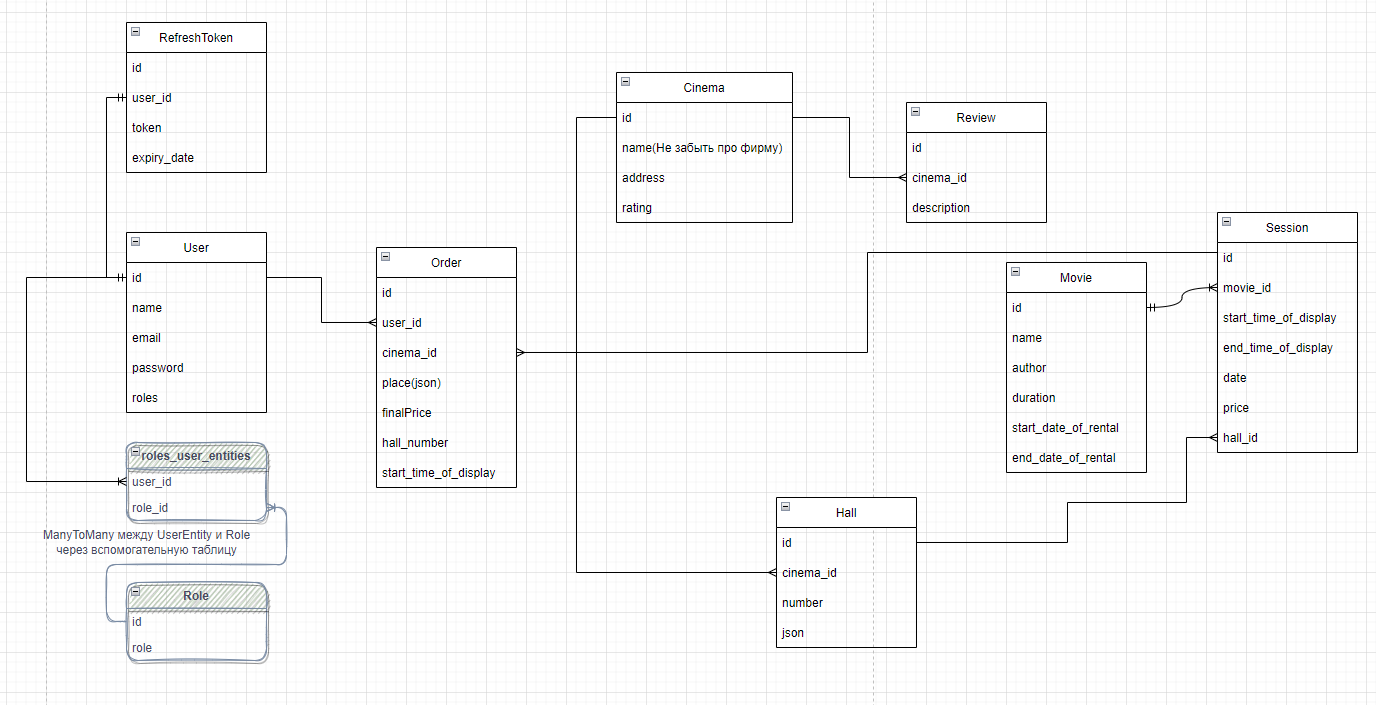 RefreshToken
id
user_id
token
expiry_date
User
id
name
email
password
roles
roles_user_entities
user_id
role_id
ManyToMany между UserEntity и Role
через вспомогательную таблицу
Role
id
role
Order
id
user_id
cinema_id
place(json)
finalPrice
hall_number
start_time_of_display
Cinema
id
name(Не забыть про фирму)
address
rating
Review
id
cinema_id
description
Movie
id
name
author
duration
start_date_of_rental
end_date_of_rental
Session
id
movie_id
start_time_of_display
end_time_of_display
date
price
hall_id
Hall
id
cinema_id
number
json